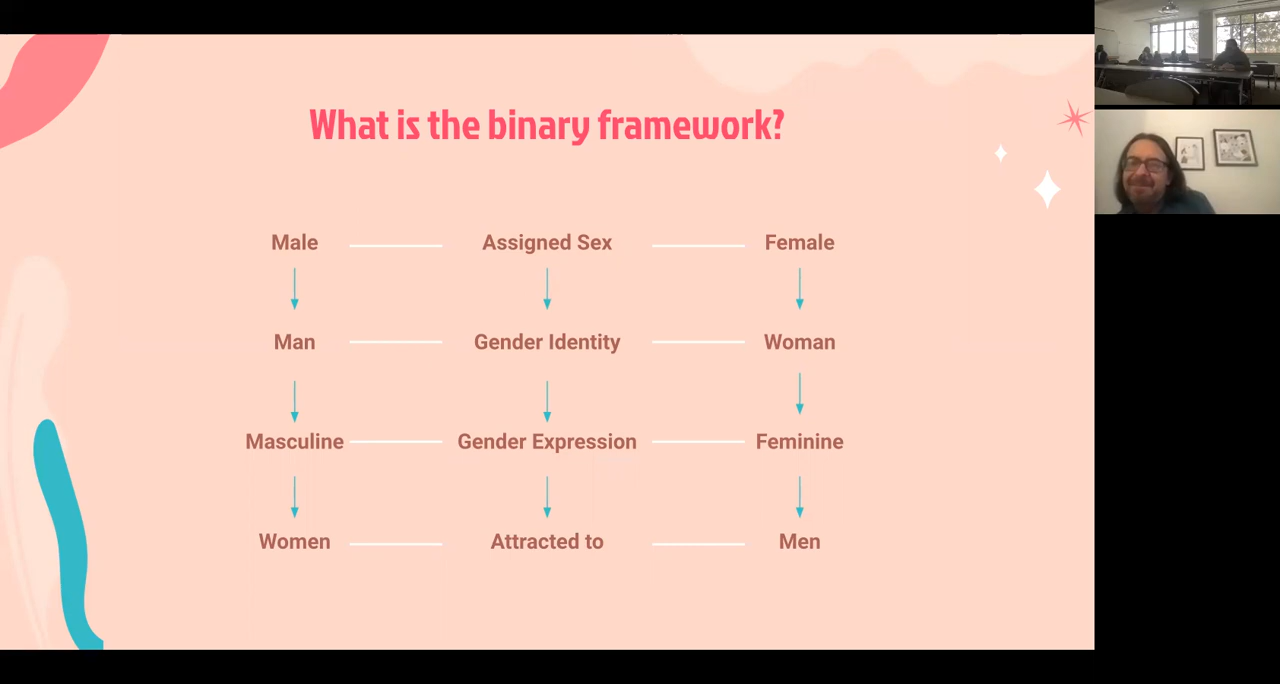 What is the binary framework?
Male Assigned Sex Female
Man Gender Identity Woman
Masculine Gender Expression Feminine
Women Attracted to Men